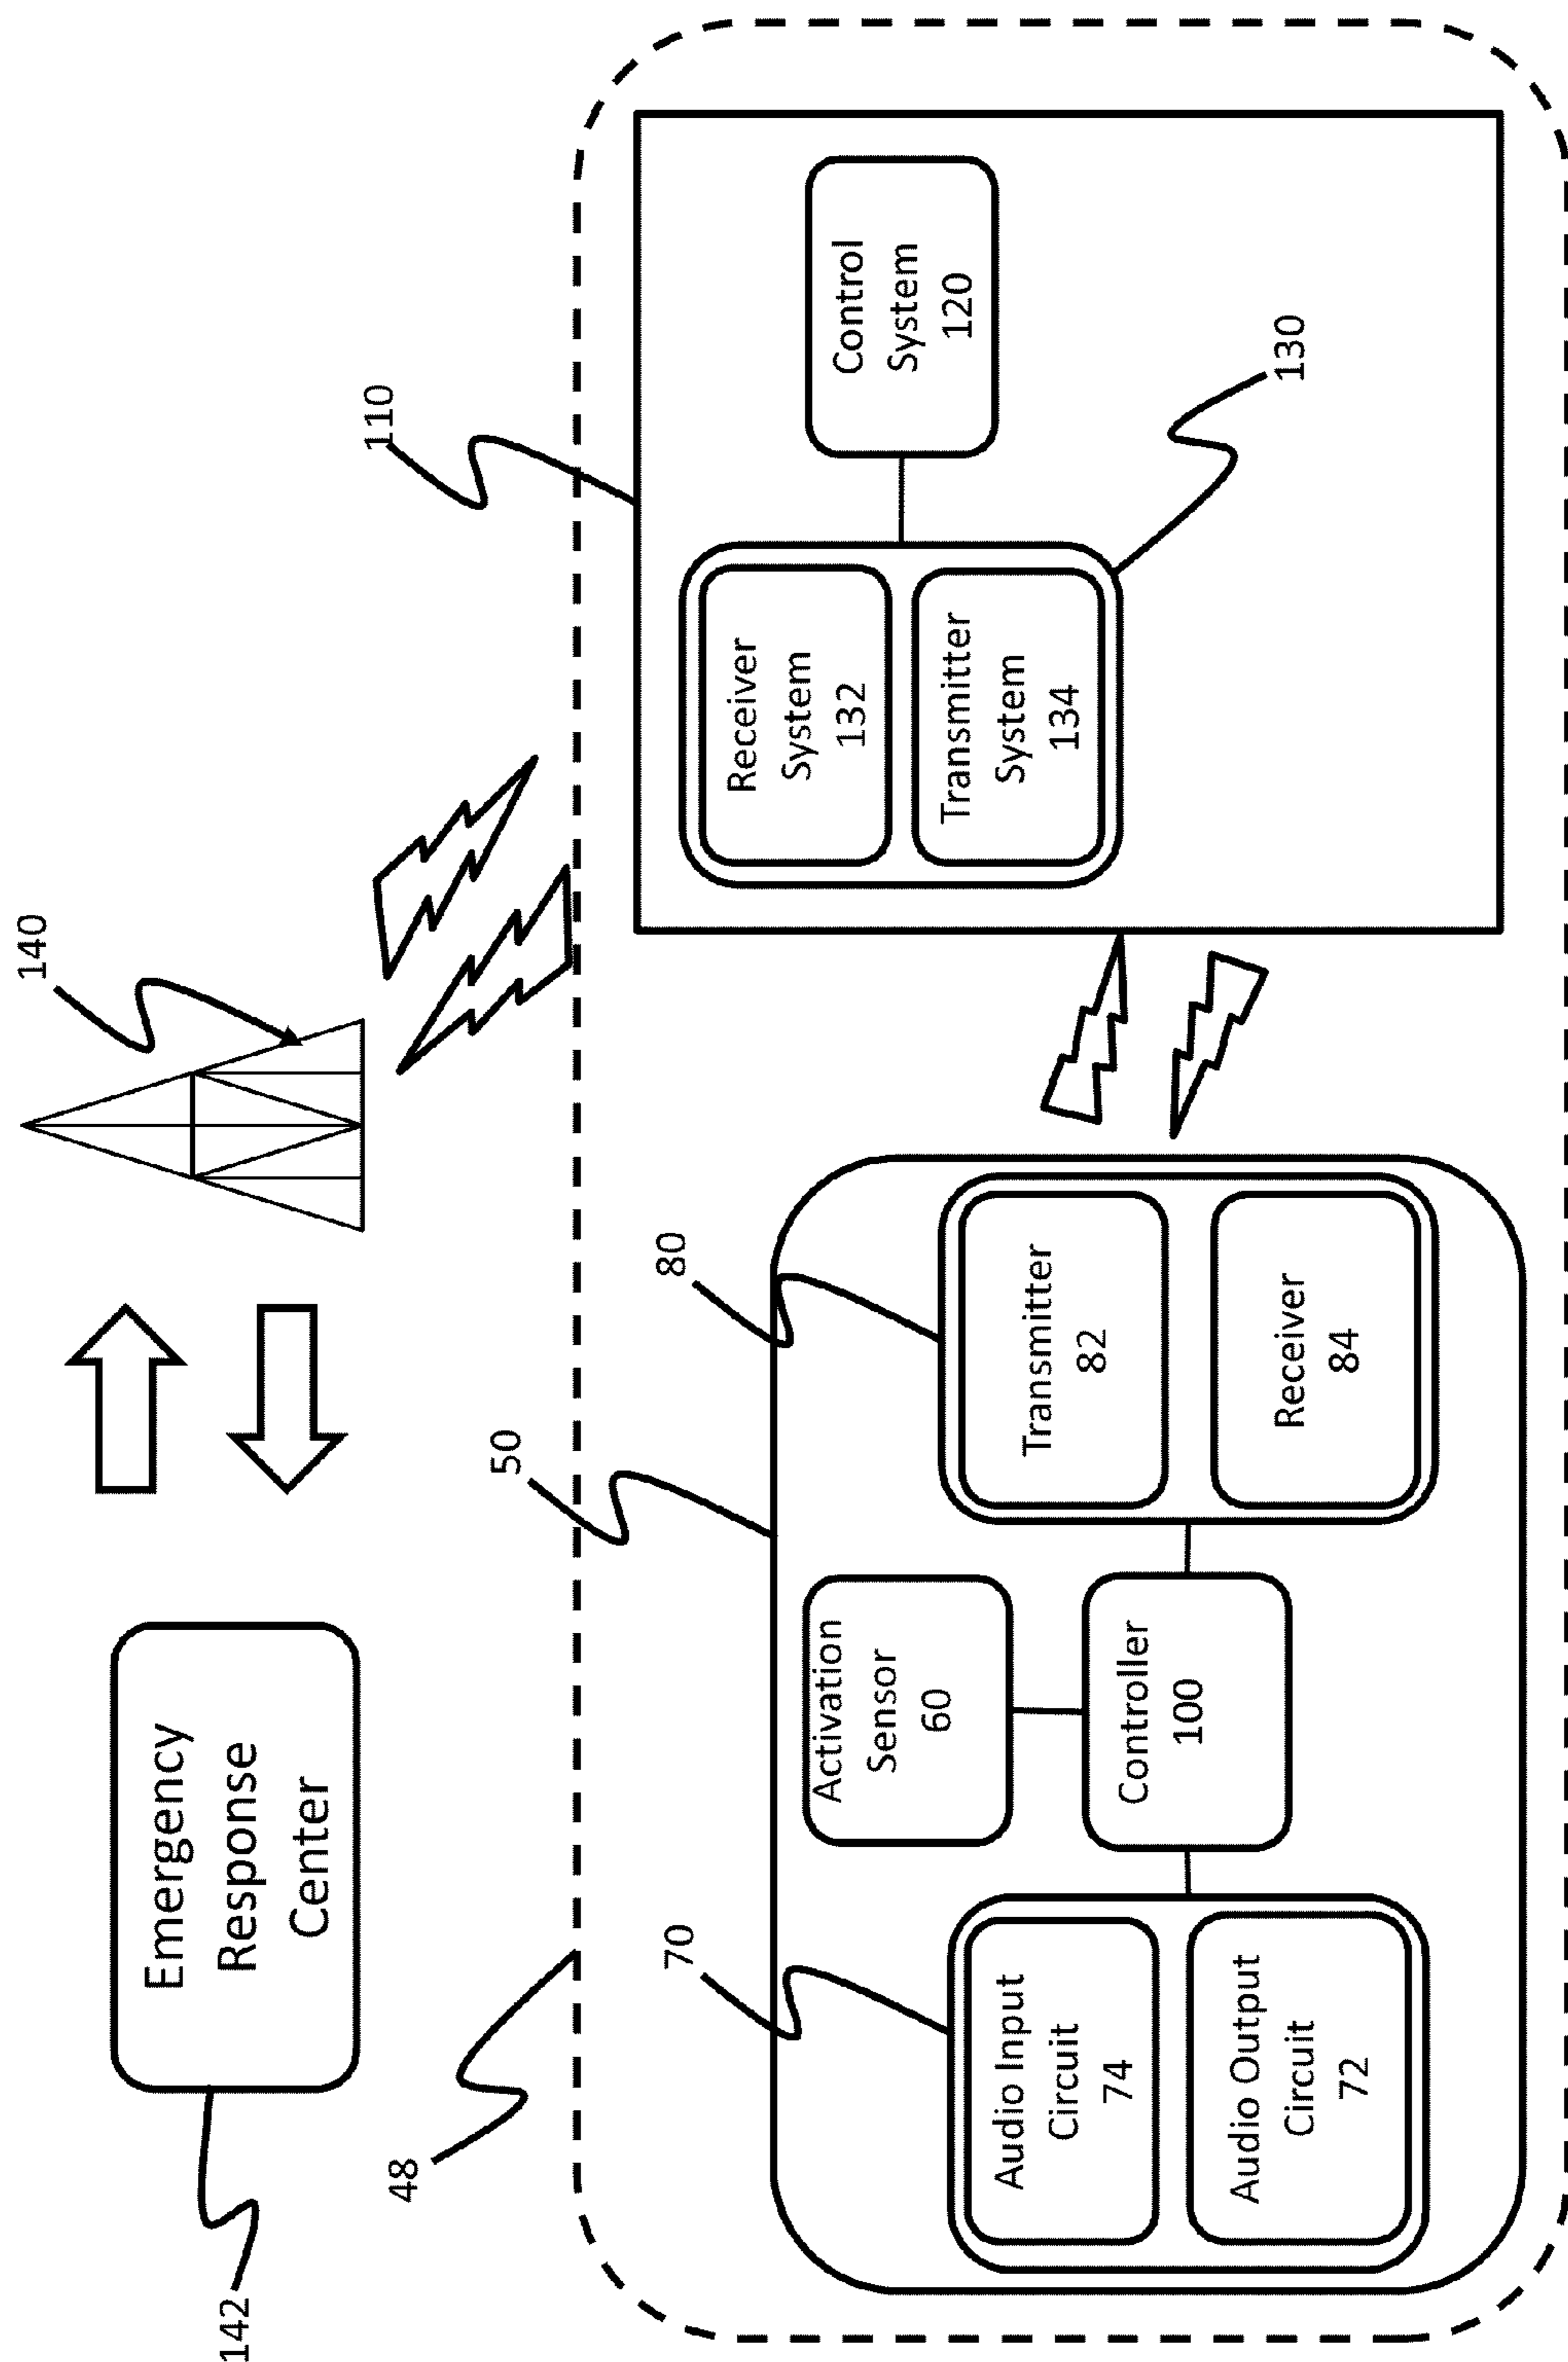 142
Emergency
Response
Center
140
48
50
110
70
80
Audio Input
Circuit
74
Audio Output
Circuit
72
Activation
Sensor
60
Controller
100
Transmitter
82
Receiver
84
Receiver
System
132
Transmitter
System
134
Control
System
120
130